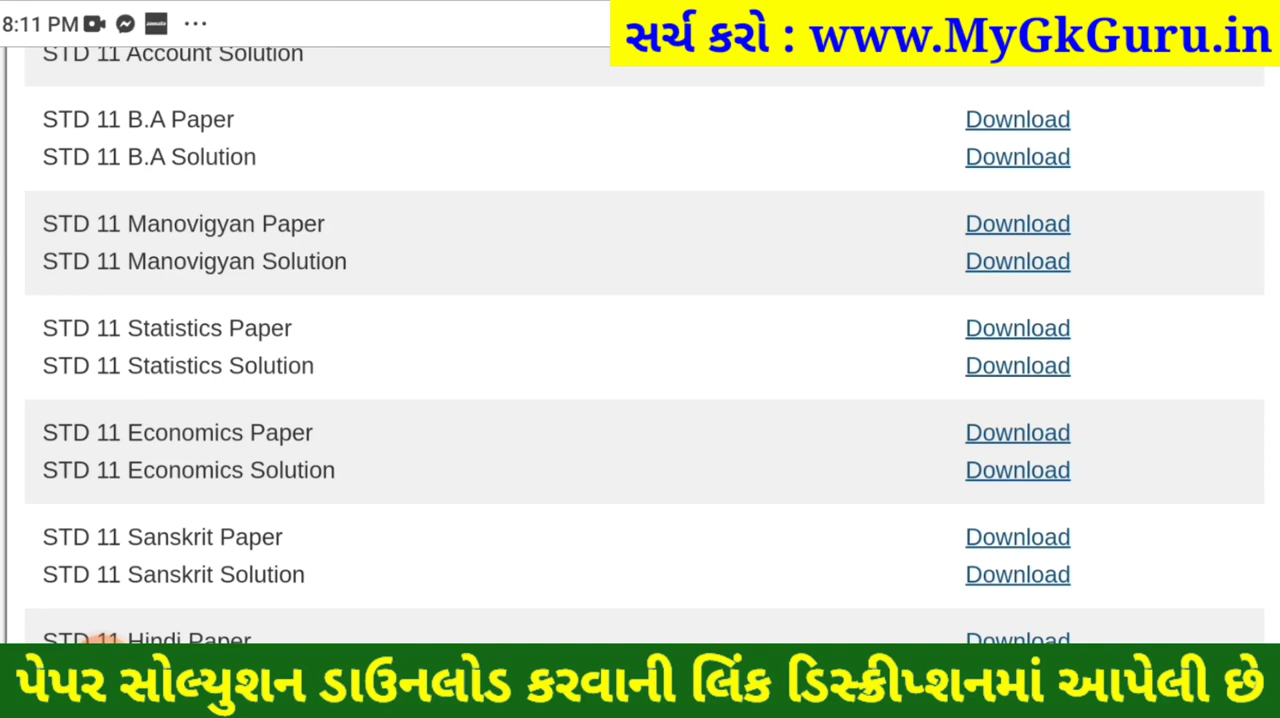 8:11 PM
સર્ચ કરો : www.MyGkGuru.in
STD 11 Account Solution
STD 11 B.A Paper Download
STD 11 B.A Solution Download
STD 11 Manovigyan Paper Download
STD 11 Manovigyan Solution Download
STD 11 Statistics Paper Download
STD 11 Statistics Solution Download
STD 11 Economics Paper Download
STD 11 Economics Solution Download
STD 11 Sanskrit Paper Download
STD 11 Sanskrit Solution Download
STD 11 Hindi Paper Download
પેપર સોલ્યુશન ડાઉનલોડ કરવાની લિંક ડિસ્ક્રીપ્શનમાં આપેલી છે